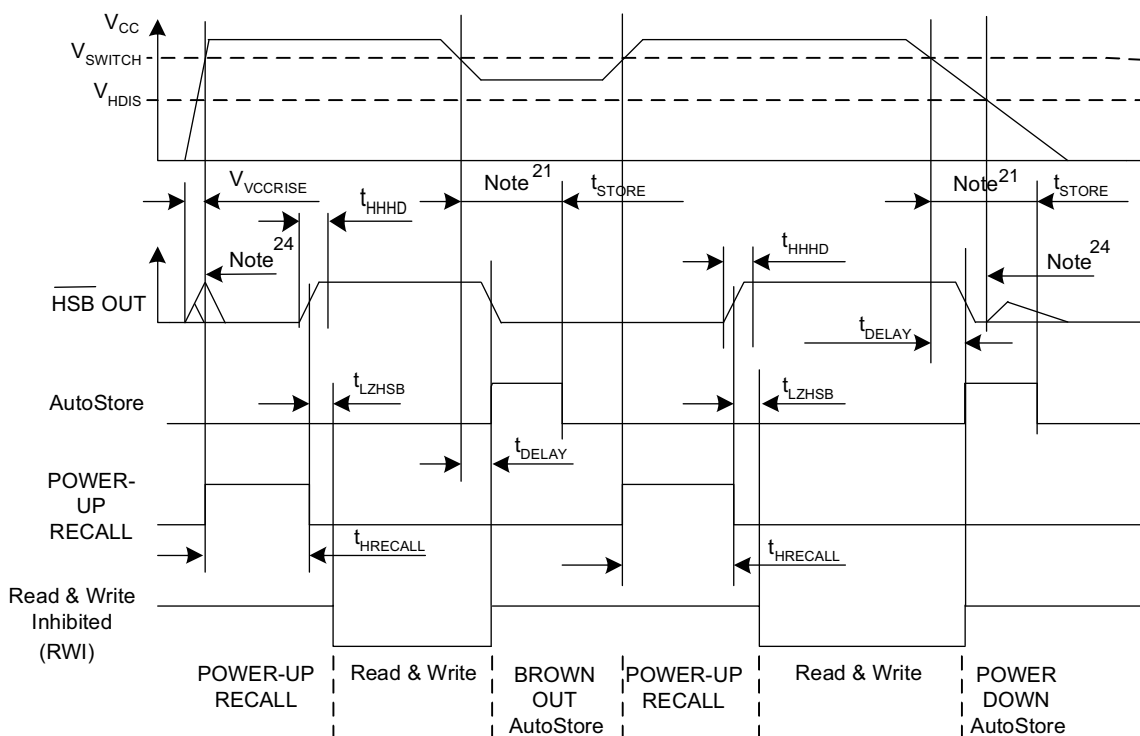 VCC
VSWITCH
VHDIS
VVCCRISE
Note21
tSTORE
Note21
tSTORE
tHHHD
tHHHD
Note24
Note24
HSB OUT
tDELAY
tLZHSB
tLZHSB
AutoStore
tDELAY
POWER-
UP
RECALL
tHRECALL
tHRECALL
Read & Write
Inhibited
(RWI)
POWER-UP
RECALL
Read & Write
BROWN
OUT
AutoStore
POWER-UP
RECALL
Read & Write
POWER
DOWN
AutoStore